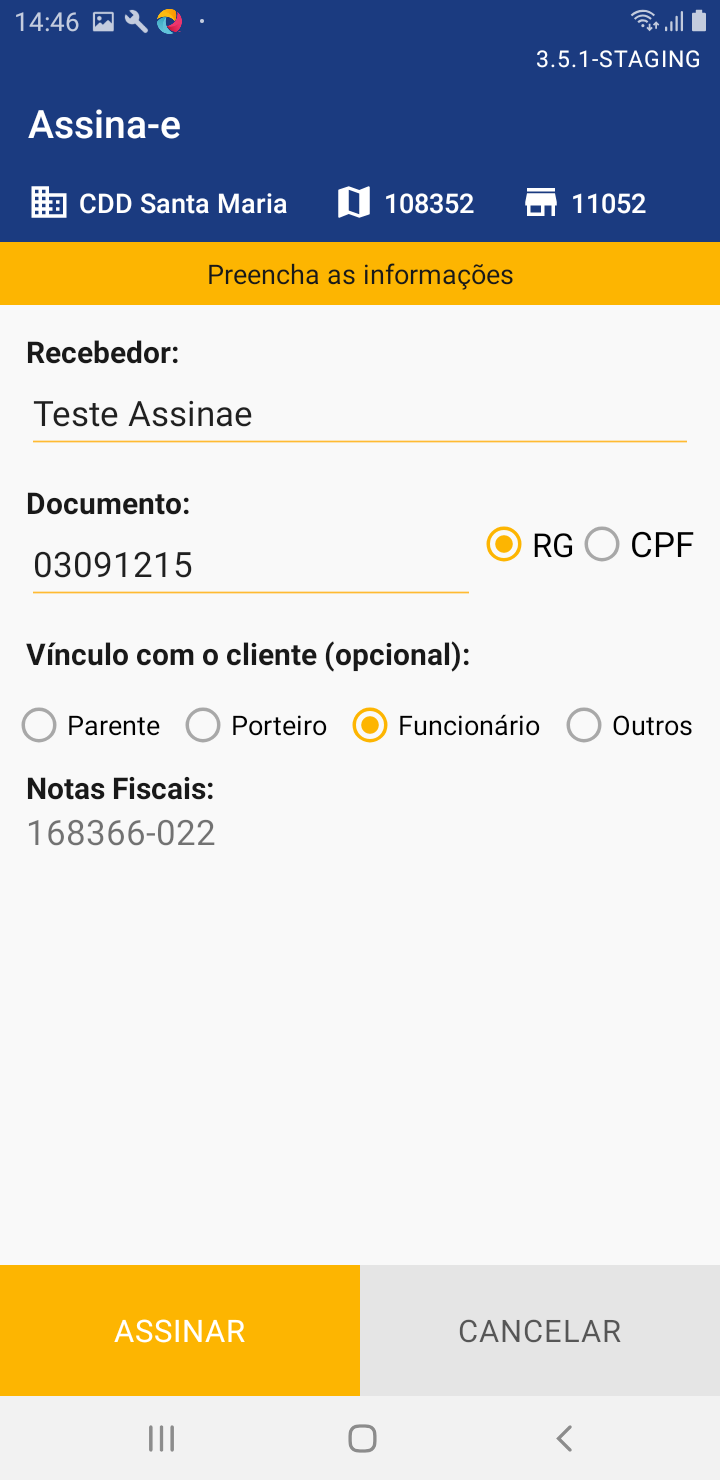 14:46
3.5.1-STAGING
Assina-e
CDD Santa Maria 108352 11052
Preencha as informações
Recebedor:
Teste Assinae
Documento:
03091215 RG CPF
Vínculo com o cliente (opcional):
Parente Porteiro Funcionário Outros
Notas Fiscais:
168366-022
ASSINAR CANCELAR